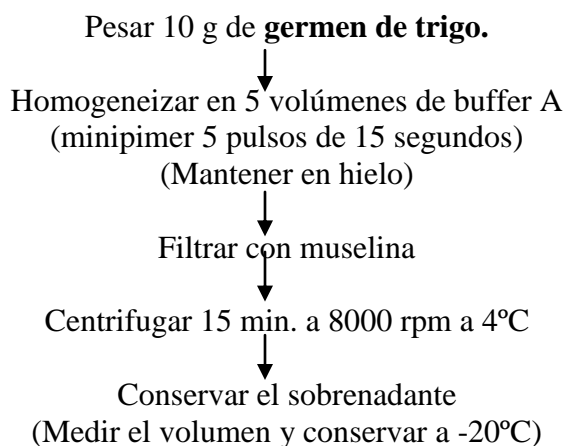 Pesar 10 g de germen de trigo.
Homogeneizar en 5 volúmenes de buffer A
(minipimer 5 pulsos de 15 segundos)
(Mantener en hielo)
Filtrar con muselina
Centrifugar 15 min. a 8000 rpm a 4ºC
Conservar el sobrenadante
(Medir el volumen y conservar a -20ºC)